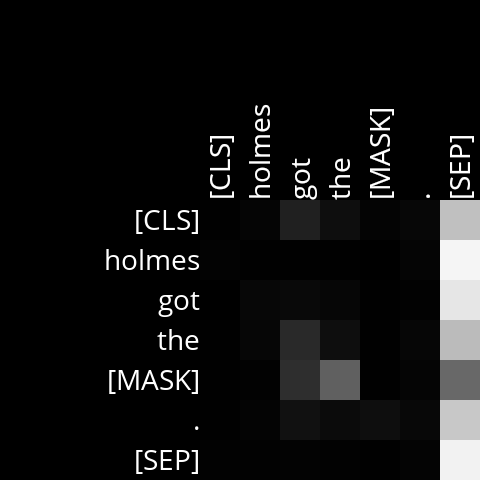 [CLS] holmes got the [MASK] . [SEP]
[CLS]
holmes
got
the
[MASK]
.
[SEP]